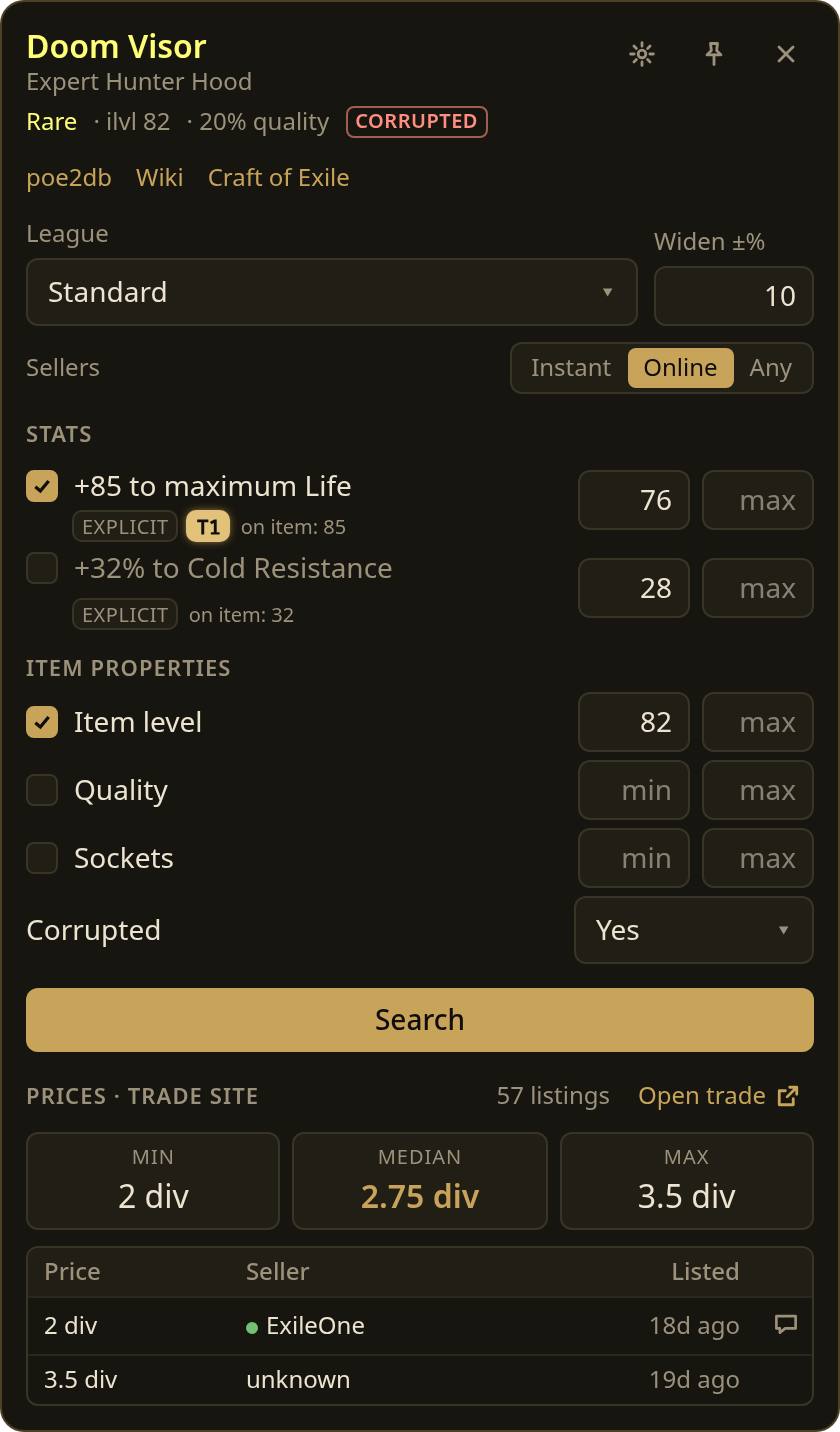 Doom Visor
Expert Hunter Hood
Rare · ilvl 82 · 20% quality CORRUPTED
poe2db Wiki Craft of Exile
League
Widen ±%
Standard
10
Sellers
Instant Online Any
STATS
+85 to maximum Life
76 max
EXPLICIT T1 on item: 85
+32% to Cold Resistance
28 max
EXPLICIT on item: 32
ITEM PROPERTIES
Item level 82 max
Quality min max
Sockets min max
Corrupted Yes
Search
PRICES · TRADE SITE 57 listings Open trade
MIN MEDIAN MAX
2 div 2.75 div 3.5 div
Price Seller Listed
2 div ExileOne 18d ago
3.5 div unknown 19d ago